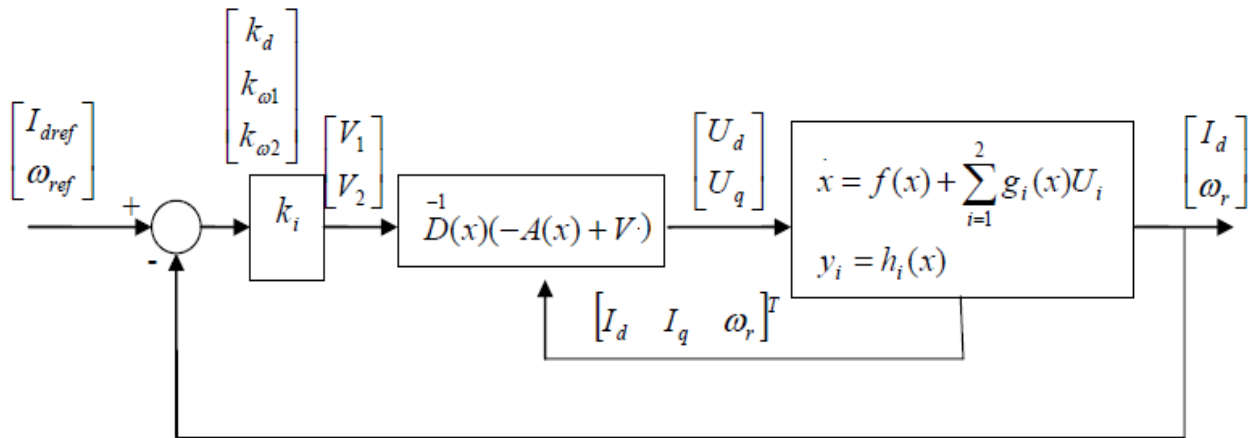 [k_d
k_ω1
k_ω2]
[I_dref
ω_ref]
+
-
k_i
[V_1
V_2]
D^{-1}(x)(-A(x) + V·)
[U_d
U_q]
ẋ = f(x) + ∑_{i=1}^{2} g_i(x)U_i
y_i = h_i(x)
[I_d
ω_r]
[I_d I_q ω_r]^T